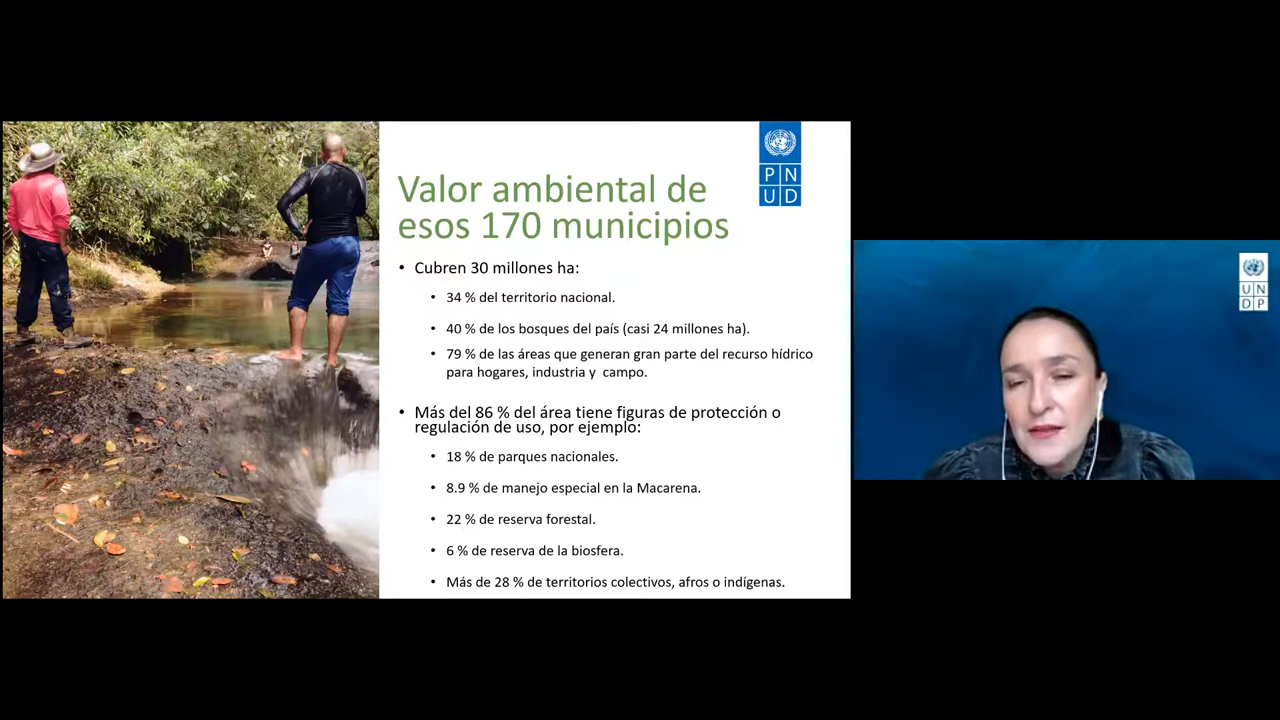 Valor ambiental de
esos 170 municipios
P N
U D
• Cubren 30 millones ha:
• 34 % del territorio nacional.
• 40 % de los bosques del país (casi 24 millones ha).
• 79 % de las áreas que generan gran parte del recurso hídrico
para hogares, industria y campo.
• Más del 86 % del área tiene figuras de protección o
regulación de uso, por ejemplo:
• 18 % de parques nacionales.
• 8.9 % de manejo especial en la Macarena.
• 22 % de reserva forestal.
• 6 % de reserva de la biosfera.
• Más de 28 % de territorios colectivos, afros o indígenas.
U N
D P